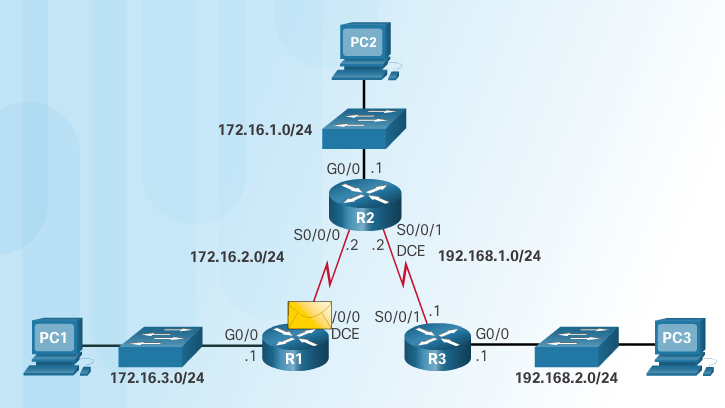 PC2
172.16.1.0/24
G0/0 .1
R2
S0/0/0 S0/0/1
.2 .2 DCE
172.16.2.0/24 192.168.1.0/24
/0/0 S0/0/1 .1
DCE
PC1 G0/0 R1 R3 G0/0 PC3
.1 .1
172.16.3.0/24 192.168.2.0/24